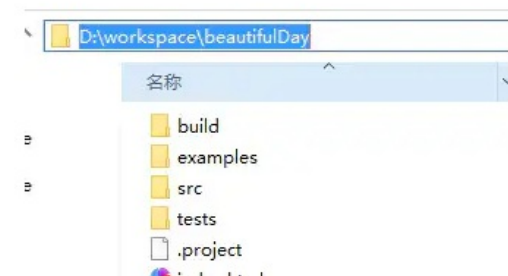 D:\workspace\beautifulDay
名称
build
examples
src
tests
.project